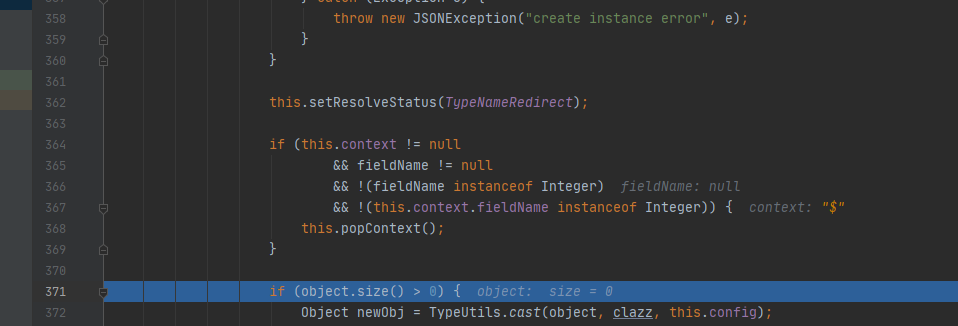 358 throw new JSONException("create instance error", e);
359 }
360 }
361
362 this.setResolveStatus(TypeNameRedirect);
363
364 if (this.context != null
365 && fieldName != null
366 && !(fieldName instanceof Integer) fieldName: null
367 && !(this.context.fieldName instanceof Integer)) { context: "$"
368 this.popContext();
369 }
370
371 if (object.size() > 0) { object: size = 0
372 Object newObj = TypeUtils.cast(object, clazz, this.config);